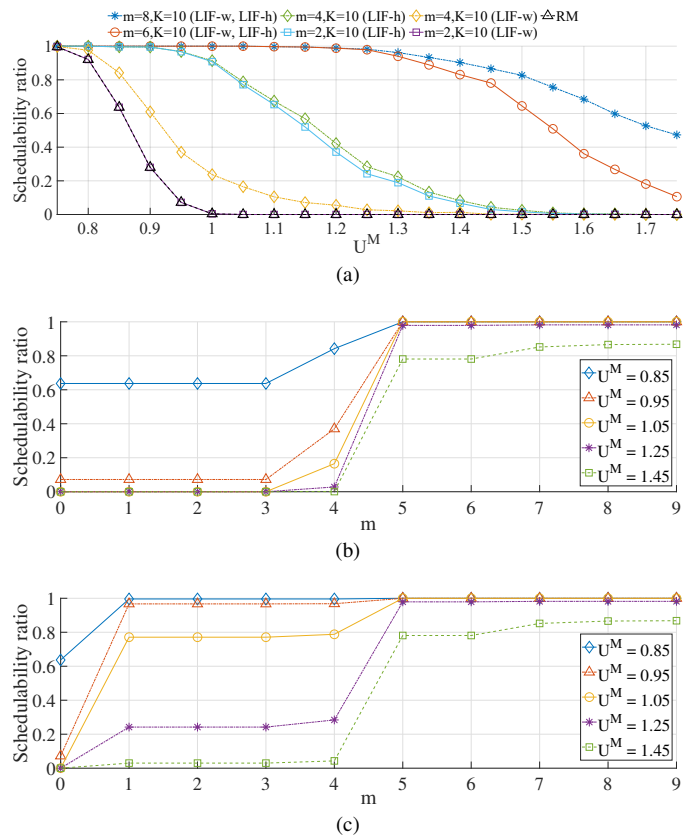 m=8,K=10 (LIF-w, LIF-h) m=4,K=10 (LIF-h) m=4,K=10 (LIF-w) RM
m=6,K=10 (LIF-w, LIF-h) m=2,K=10 (LIF-h) m=2,K=10 (LIF-w)
Schedulability ratio
1
0.8
0.6
0.4
0.2
0
0.8 0.9 1 1.1 1.2 1.3 1.4 1.5 1.6 1.7
U^M
(a)
Schedulability ratio
1
0.8
0.6
0.4
0.2
0
U^M = 0.85
U^M = 0.95
U^M = 1.05
U^M = 1.25
U^M = 1.45
0 1 2 3 4 5 6 7 8 9
m
(b)
Schedulability ratio
1
0.8
0.6
0.4
0.2
0
U^M = 0.85
U^M = 0.95
U^M = 1.05
U^M = 1.25
U^M = 1.45
0 1 2 3 4 5 6 7 8 9
m
(c)